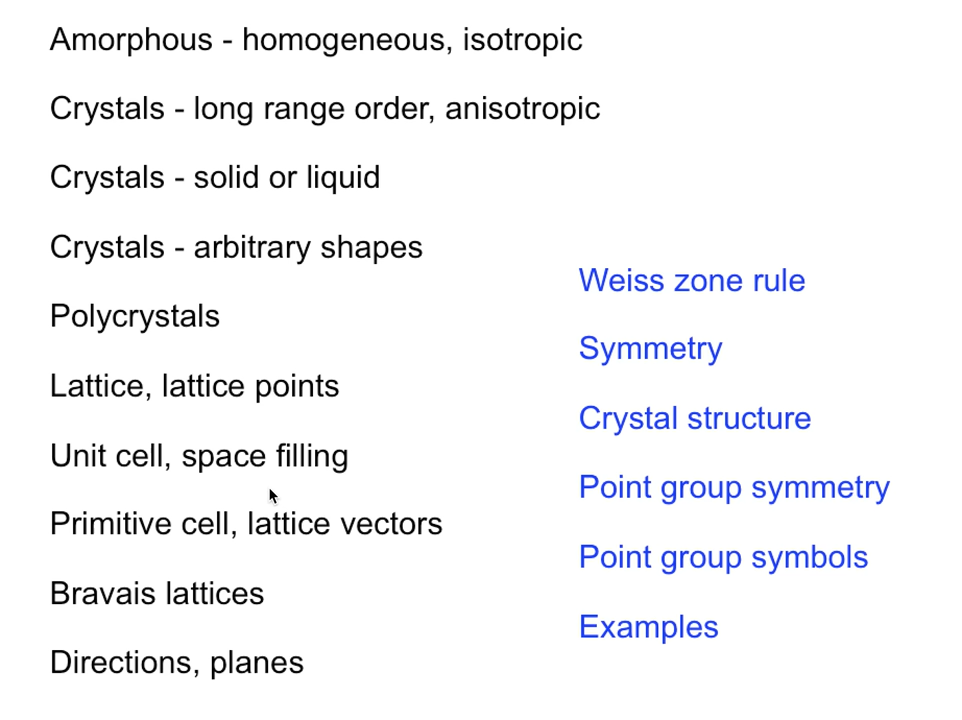 Amorphous - homogeneous, isotropic
Crystals - long range order, anisotropic
Crystals - solid or liquid
Crystals - arbitrary shapes
Polycrystals
Lattice, lattice points
Unit cell, space filling
Primitive cell, lattice vectors
Bravais lattices
Directions, planes
Weiss zone rule
Symmetry
Crystal structure
Point group symmetry
Point group symbols
Examples